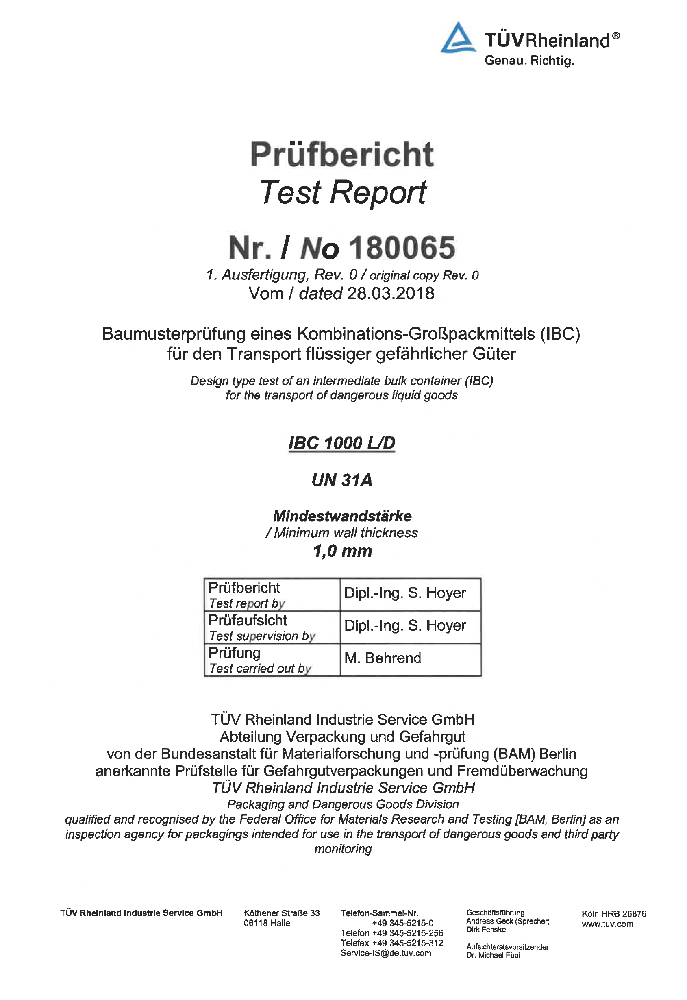 TÜVRheinland®
Genau. Richtig.
Prüfbericht
Test Report
Nr. / No 180065
1. Ausfertigung, Rev. 0 / original copy Rev. 0
Vom / dated 28.03.2018
Baumusterprüfung eines Kombinations-Großpackmittels (IBC)
für den Transport flüssiger gefährlicher Güter
Design type test of an intermediate bulk container (IBC)
for the transport of dangerous liquid goods
IBC 1000 L/D
UN 31A
Mindestwandstärke
/ Minimum wall thickness
1,0 mm
Prüfbericht
Test report by
Dipl.-Ing. S. Hoyer
Prüfaufsicht
Test supervision by
Dipl.-Ing. S. Hoyer
Prüfung
Test carried out by
M. Behrend
TÜV Rheinland Industrie Service GmbH
Abteilung Verpackung und Gefahrgut
von der Bundesanstalt für Materialforschung und -prüfung (BAM) Berlin
anerkannte Prüfstelle für Gefahrgutverpackungen und Fremdüberwachung
TÜV Rheinland Industrie Service GmbH
Packaging and Dangerous Goods Division
qualified and recognised by the Federal Office for Materials Research and Testing [BAM, Berlin] as an
inspection agency for packagings intended for use in the transport of dangerous goods and third party
monitoring
TÜV Rheinland Industrie Service GmbH
Köthener Straße 33
06118 Halle
Telefon-Sammel-Nr.
+49 345-5215-0
Telefon +49 345-5215-256
Telefax +49 345-5215-312
Service-IS@de.tuv.com
Geschäftsführung
Andreas Geck (Sprecher)
Dirk Fenske
Aufsichtsratsvorsitzender
Dr. Michael Fübi
Köln HRB 26876
www.tuv.com